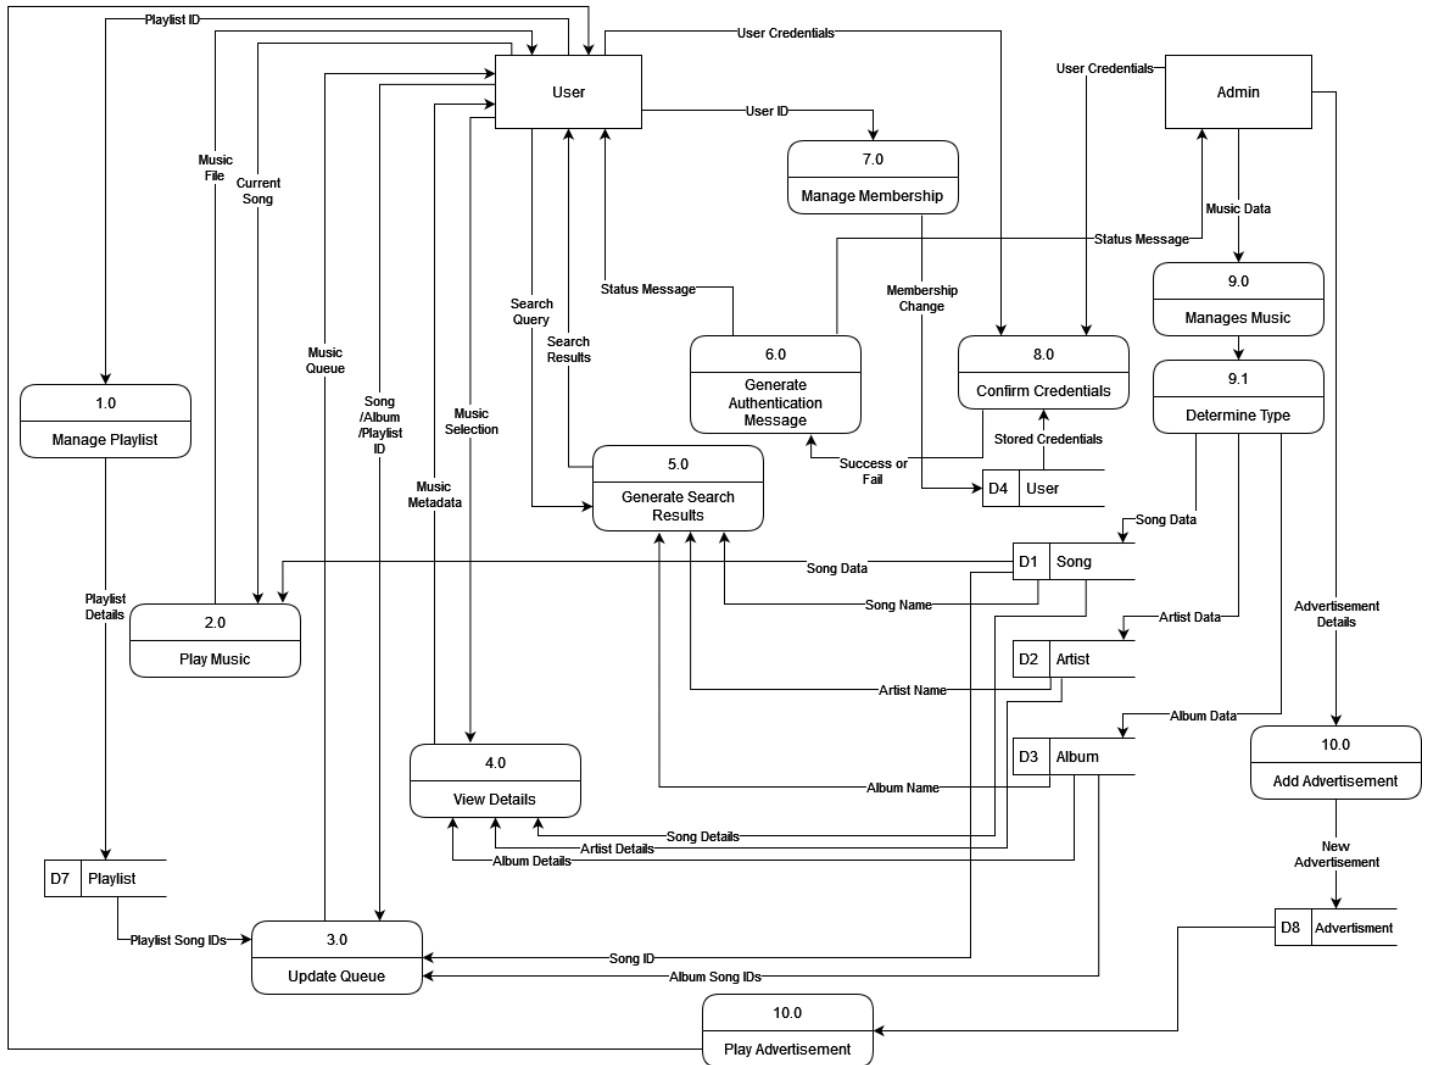 Playlist ID
User Credentials
User
User ID
User Credentials
Admin
Music
File
Current
Song
7.0
Manage Membership
Music Data
Status Message
9.0
Manages Music
Status Message
Membership
Change
Search
Query
Search
Results
Music
Queue
6.0
Generate
Authentication
Message
8.0
Confirm Credentials
9.1
Determine Type
1.0
Manage Playlist
Song
/Album
/Playlist
ID
Music
Selection
Stored Credentials
Success or
Fail
5.0
Generate Search
Results
Music
Metadata
D4
User
Song Data
D1
Song
Song Data
Song Name
Playlist
Details
2.0
Play Music
Advertisement
Details
Artist Data
D2
Artist
Artist Name
Album Data
D3
Album
4.0
View Details
Album Name
10.0
Add Advertisement
Song Details
Artist Details
Album Details
New
Advertisement
D7
Playlist
D8
Advertisment
Playlist Song IDs
3.0
Update Queue
Song ID
Album Song IDs
10.0
Play Advertisement